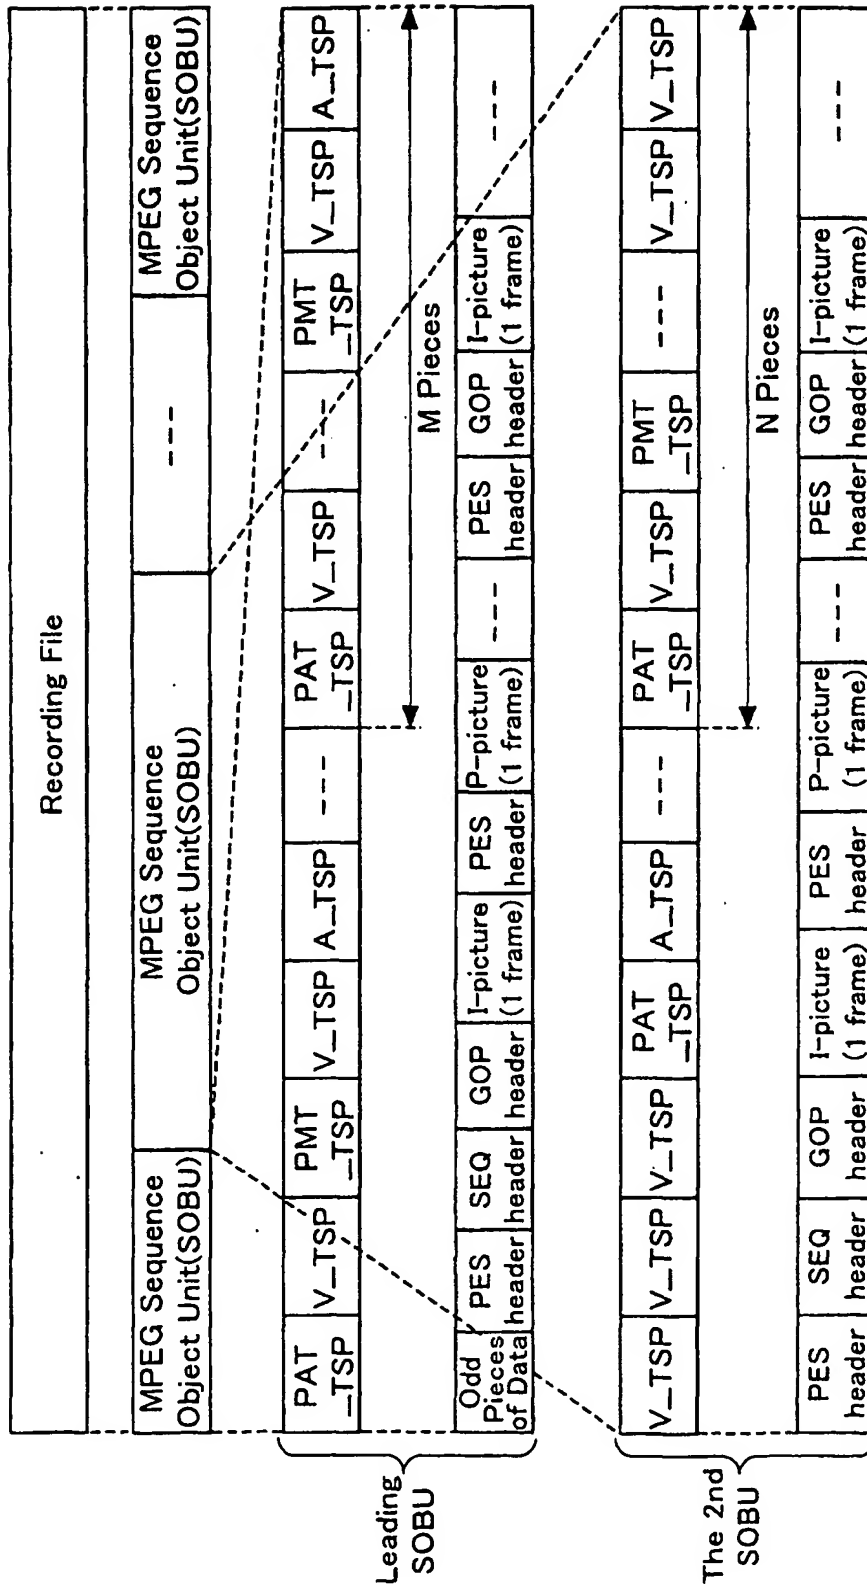 Recording File
MPEG Sequence
Object Unit(SOBU)
MPEG Sequence
Object Unit(SOBU)
---
MPEG Sequence
Object Unit(SOBU)
Leading
SOBU
PAT
_TSP
V_TSP
PMT
_TSP
V_TSP
A_TSP
---
PAT
_TSP
V_TSP
---
PMT
_TSP
V_TSP
A_TSP
M Pieces
Odd
Pieces
of Data
PES
header
SEQ
header
GOP
header
I-picture
(1 frame)
PES
header
P-picture
(1 frame)
---
PES
header
GOP
header
I-picture
(1 frame)
---
The 2nd
SOBU
V_TSP
V_TSP
V_TSP
PAT
_TSP
A_TSP
---
PAT
_TSP
V_TSP
PMT
_TSP
---
V_TSP
V_TSP
N Pieces
PES
header
SEQ
header
GOP
header
I-picture
(1 frame)
PES
header
P-picture
(1 frame)
---
PES
header
GOP
header
I-picture
(1 frame)
---